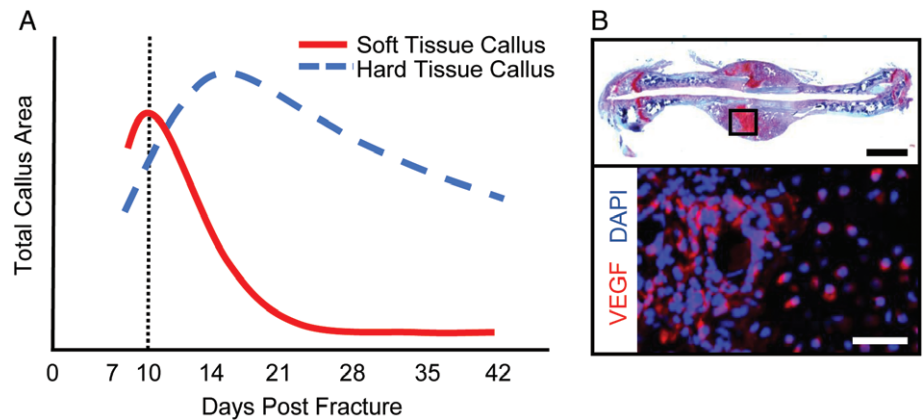 A
Soft Tissue Callus
Hard Tissue Callus
Total Callus Area
0 7 10 14 21 28 35 42
Days Post Fracture
B
VEGF DAPI